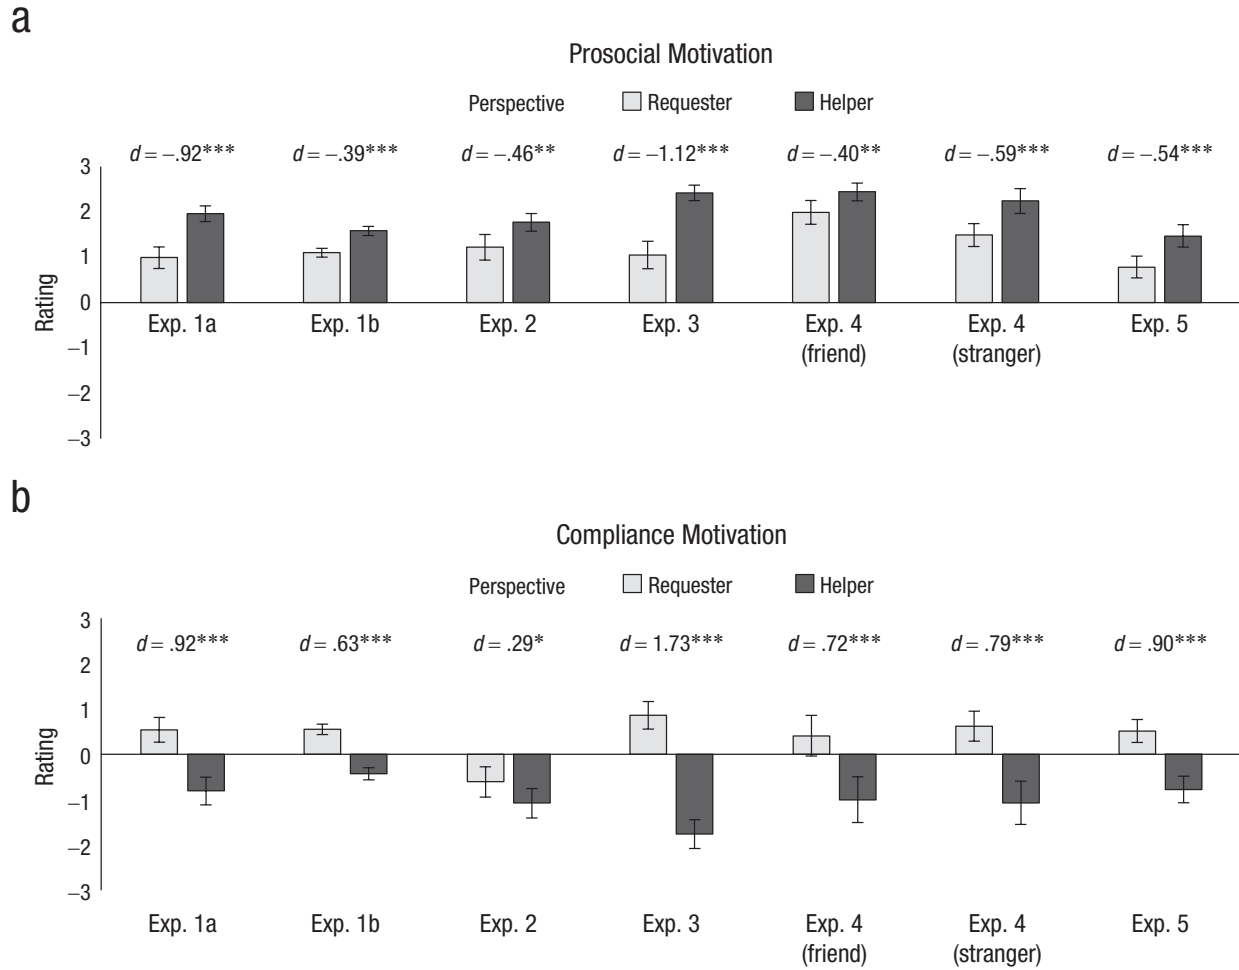 a
Prosocial Motivation
Perspective Requester Helper
d = –.92*** d = –.39*** d = –.46** d = –1.12*** d = –.40** d = –.59*** d = –.54***
3
2
1
0
–1
–2
–3
Rating
Exp. 1a Exp. 1b Exp. 2 Exp. 3 Exp. 4 Exp. 4 Exp. 5
(friend) (stranger)
b
Compliance Motivation
Perspective Requester Helper
3
d = .92*** d = .63*** d = .29* d = 1.73*** d = .72*** d = .79*** d = .90***
2
1
0
–1
–2
–3
Rating
Exp. 1a Exp. 1b Exp. 2 Exp. 3 Exp. 4 Exp. 4 Exp. 5
(friend) (stranger)